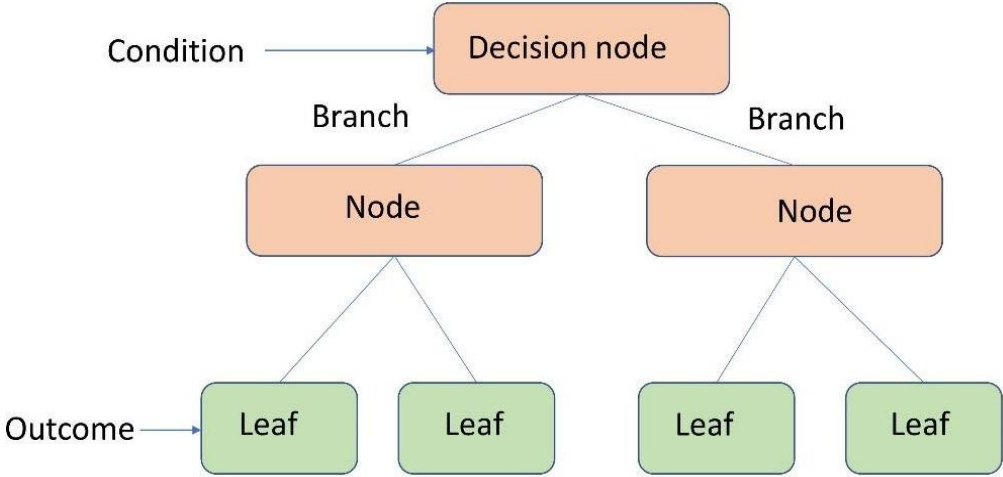 Condition
Decision node
Branch
Branch
Node
Node
Outcome
Leaf
Leaf
Leaf
Leaf